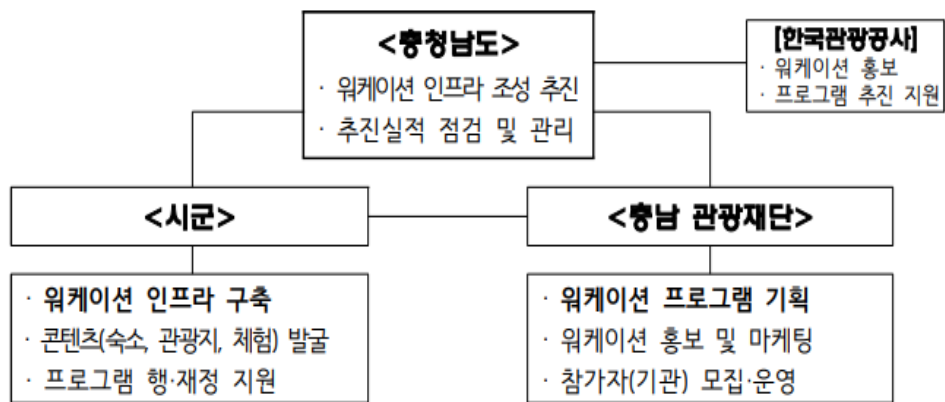 <충청남도>
· 워케이션 인프라 조성 추진
· 추진실적 점검 및 관리
[한국관광공사]
· 워케이션 홍보
· 프로그램 추진 지원
<시군>
<충남 관광재단>
· 워케이션 인프라 구축
· 콘텐츠(숙소, 관광지, 체험) 발굴
· 프로그램 행·재정 지원
· 워케이션 프로그램 기획
· 워케이션 홍보 및 마케팅
· 참가자(기관) 모집·운영